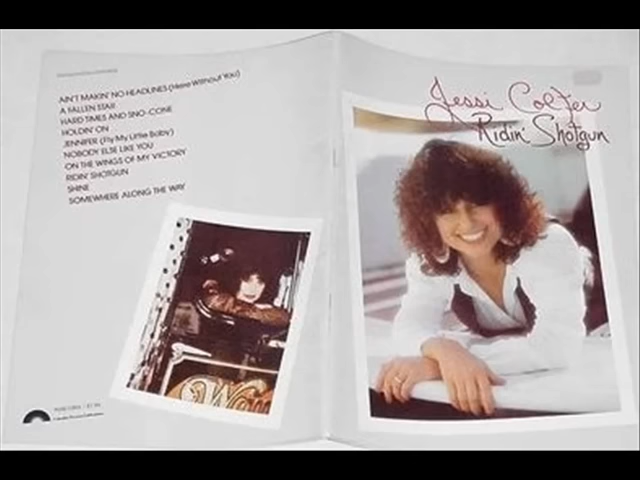 AIN'T MAKIN' NO HEADLINES (Here Without You)
A FALLEN STAR
HARD TIMES AND SNO-CONE
HOLDIN' ON
JENNIFER (Fly My Little Baby)
NOBODY ELSE LIKE YOU
ON THE WINGS OF MY VICTORY
RIDIN' SHOTGUN
SHINE
SOMEWHERE ALONG THE WAY
Jessi Colter
Ridin' Shotgun